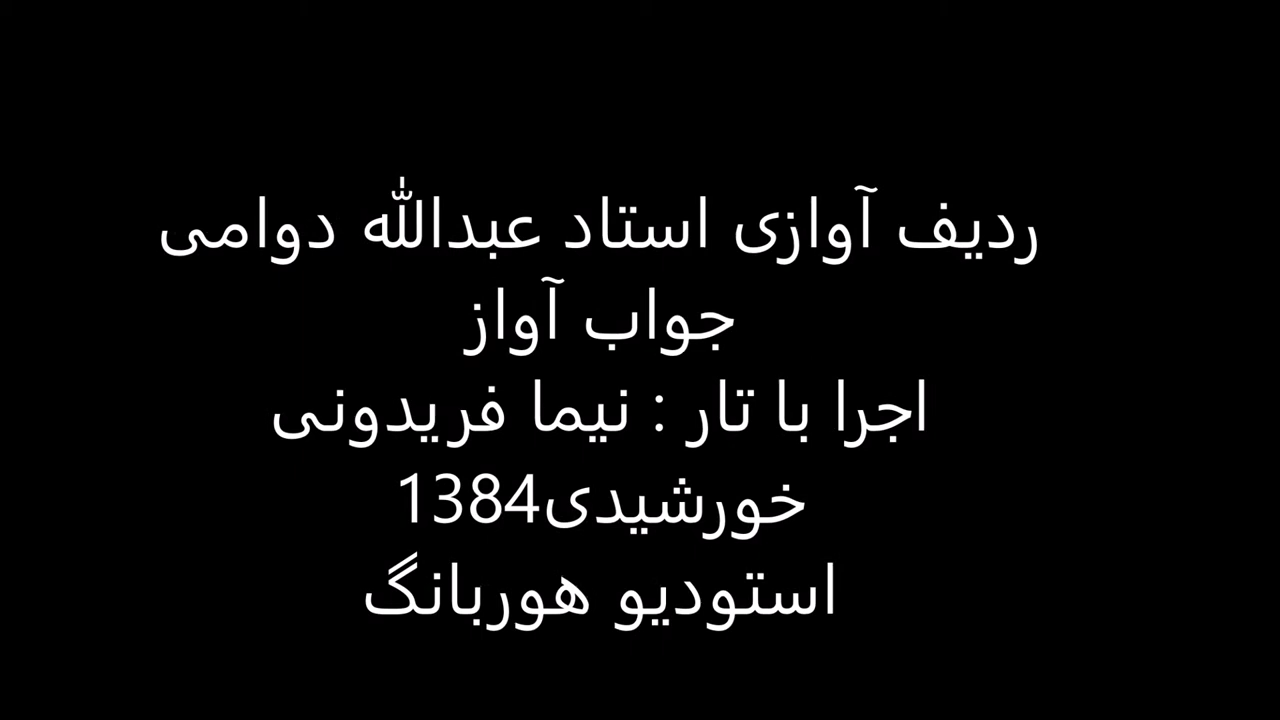 ردیف آوازی استاد عبدالله دوامی
جواب آواز
اجرا با تار : نیما فریدونی
خورشیدی1384
استودیو هوربانگ